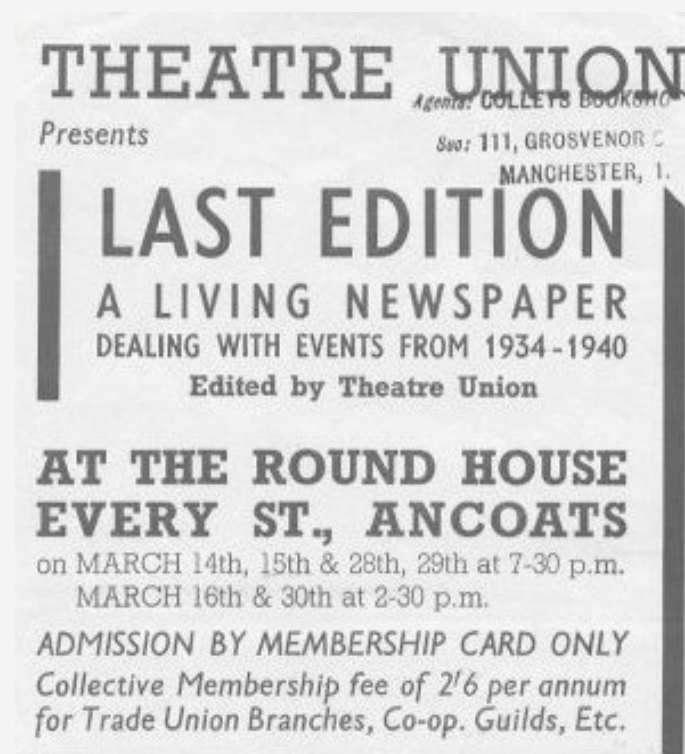 THEATRE UNION
Agents: COLLEYS
Presents
111, GROSVENOR
MANCHESTER, 1.
LAST EDITION
A LIVING NEWSPAPER
DEALING WITH EVENTS FROM 1934-1940
Edited by Theatre Union
AT THE ROUND HOUSE
EVERY ST., ANCOATS
on MARCH 14th, 15th & 28th, 29th at 7-30 p.m.
MARCH 16th & 30th at 2-30 p.m.
ADMISSION BY MEMBERSHIP CARD ONLY
Collective Membership fee of 2'6 per annum
for Trade Union Branches, Co-op. Guilds, Etc.